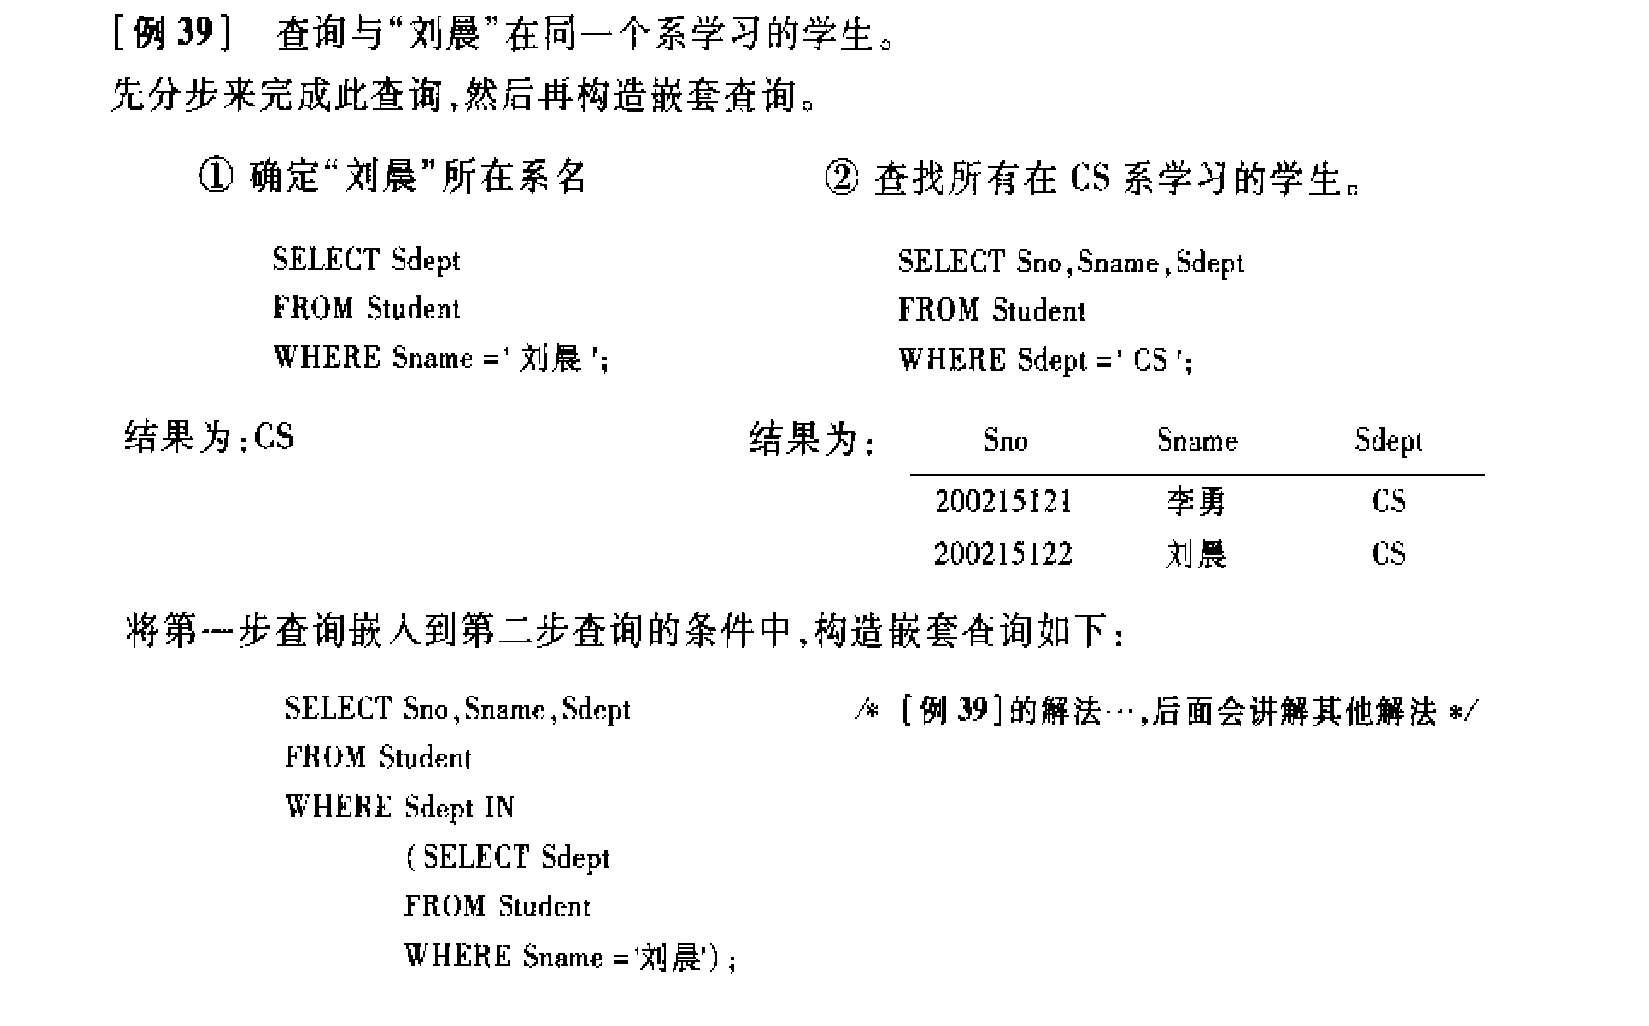 [例 39] 查询与“刘晨”在同一个系学习的学生。
先分步来完成此查询,然后再构造嵌套查询。
① 确定“刘晨”所在系名
SELECT Sdept
FROM Student
WHERE Sname=' 刘晨 ';
结果为:CS
② 查找所有在 CS 系学习的学生。
SELECT Sno,Sname,Sdept
FROM Student
WHERE Sdept=' CS ';
结果为: Sno Sname Sdept
200215121 李勇 CS
200215122 刘晨 CS
将第一步查询嵌入到第二步查询的条件中,构造嵌套查询如下:
SELECT Sno,Sname,Sdept /* [例 39]的解法一,后面会讲解其他解法 */
FROM Student
WHERE Sdept IN
(SELECT Sdept
FROM Student
WHERE Sname='刘晨');